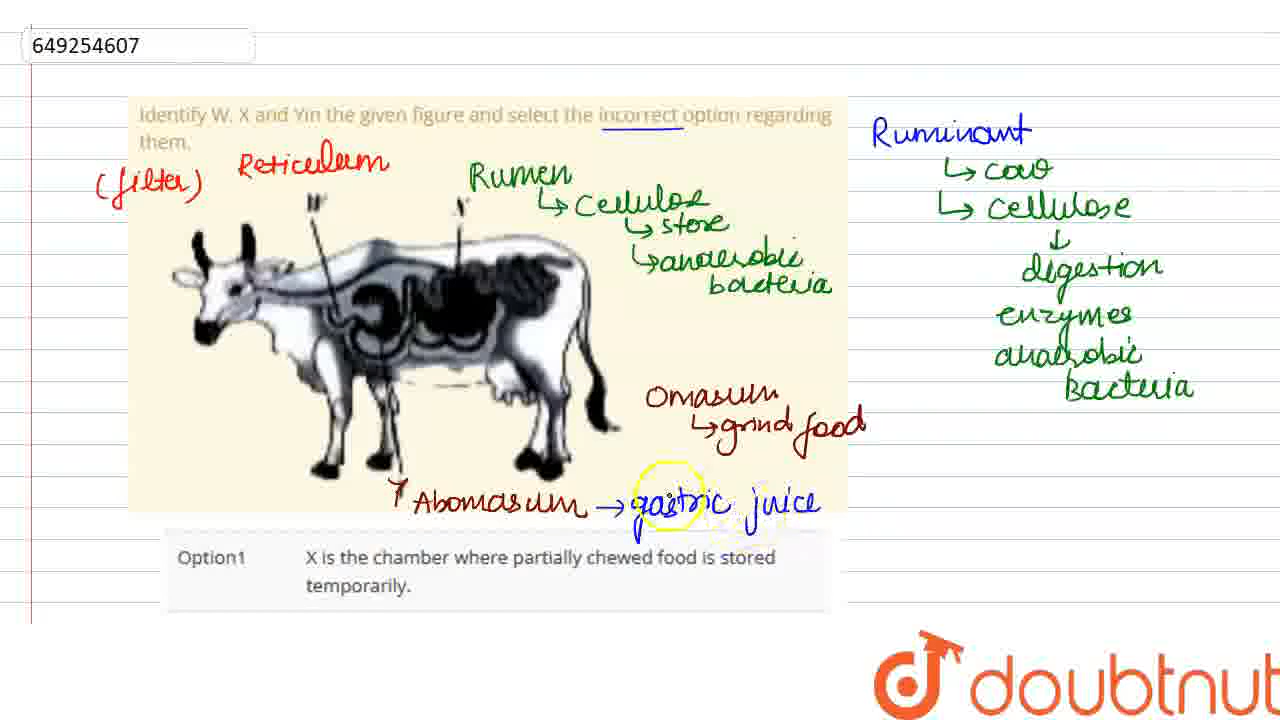 649254607
Identify W, X and Yin the given figure and select the incorrect option regarding
them.
(filter)
Reticulum
W
Rumen
Cellulose
store
anaerobic
bacteria
Omasum
grind food
Y Abomasum → gastric juice
Option1 X is the chamber where partially chewed food is stored
temporarily.
Ruminant
cow
cellulose
digestion
enzymes
anaerobic
Bacteria
doubtnut